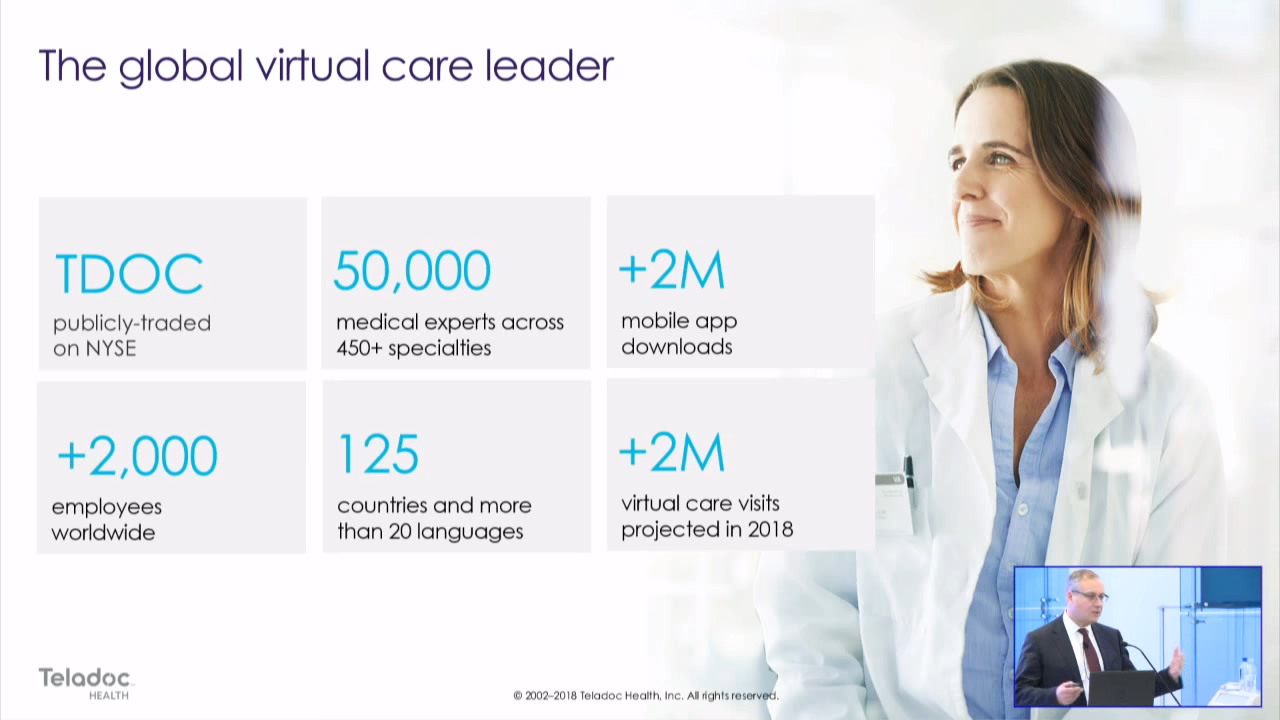 The global virtual care leader
TDOC
publicly-traded
on NYSE
50,000
medical experts across
450+ specialties
+2M
mobile app
downloads
+2,000
employees
worldwide
125
countries and more
than 20 languages
+2M
virtual care visits
projected in 2018
Teladoc
HEALTH
© 2002–2018 Teladoc Health, Inc. All rights reserved.